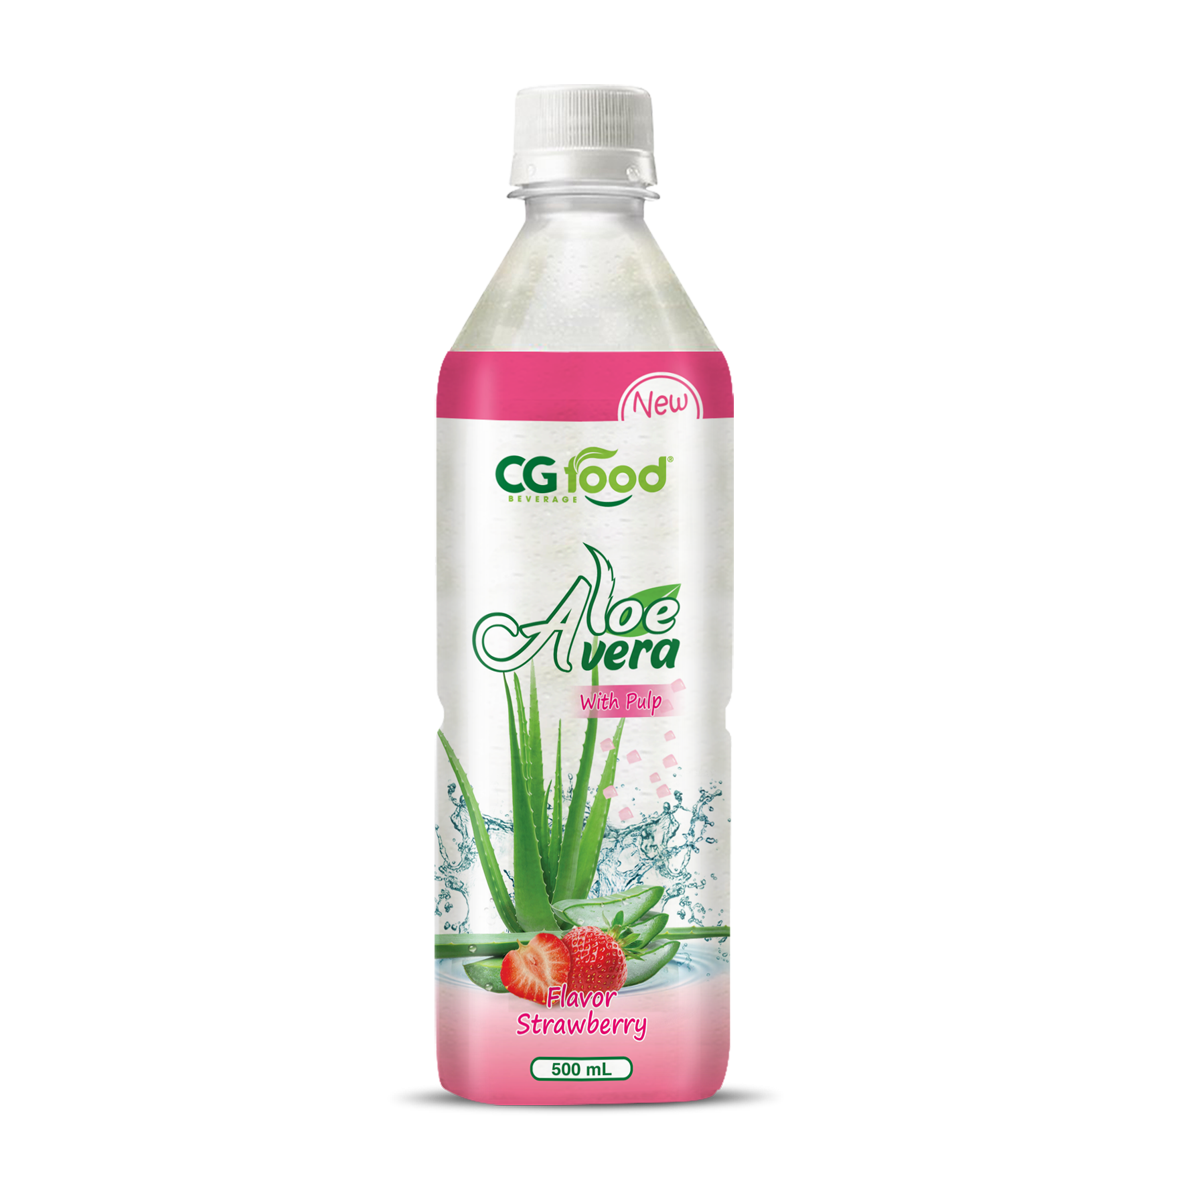 New
CG food®
BEVERAGE
Aloe
vera
With Pulp
Flavor
Strawberry
500 mL